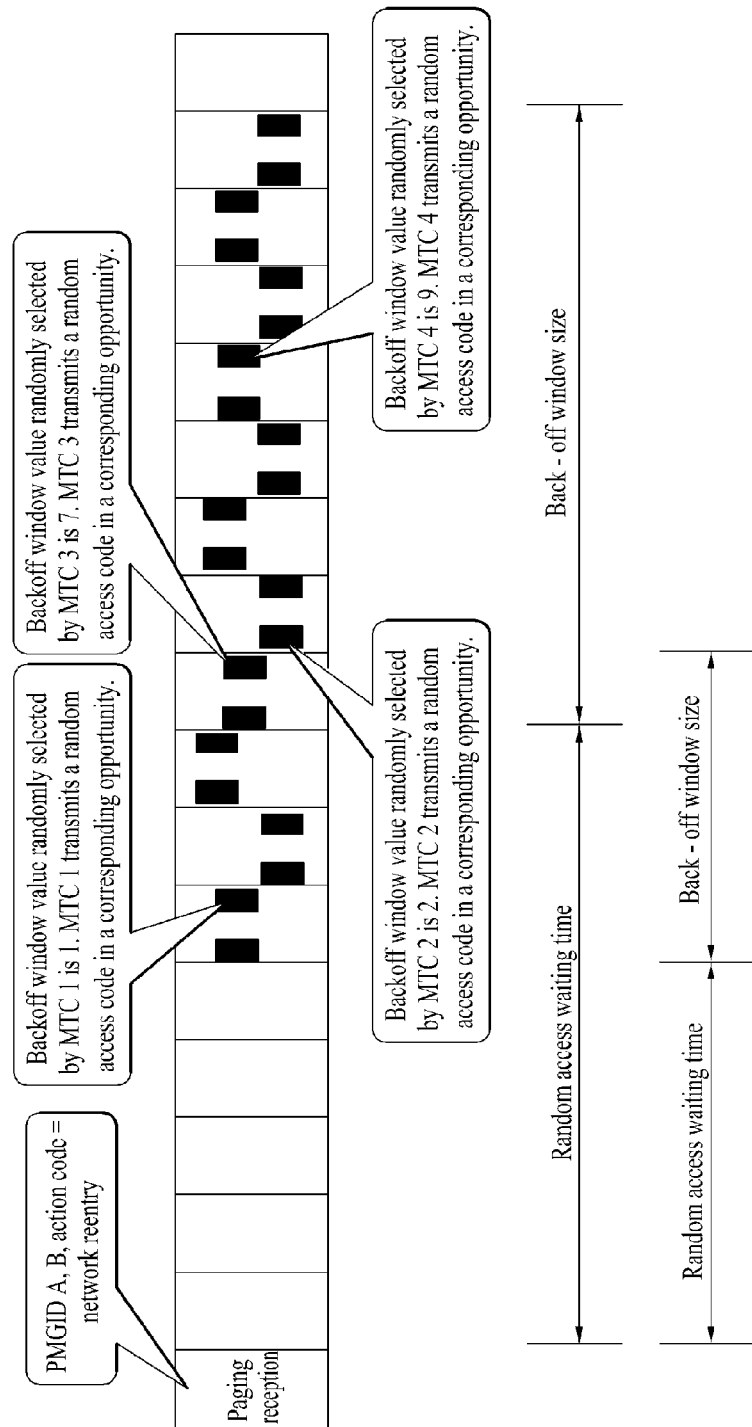 PMGID A, B, action code =
network reentry
Backoff window value randomly selected
by MTC 1 is 1. MTC 1 transmits a random
access code in a corresponding opportunity.
Backoff window value randomly selected
by MTC 3 is 7. MTC 3 transmits a random
access code in a corresponding opportunity.
Paging
reception
Backoff window value randomly selected
by MTC 2 is 2. MTC 2 transmits a random
access code in a corresponding opportunity.
Backoff window value randomly selected
by MTC 4 is 9. MTC 4 transmits a random
access code in a corresponding opportunity.
Random access waiting time
Back - off window size
Random access waiting time
Back - off window size